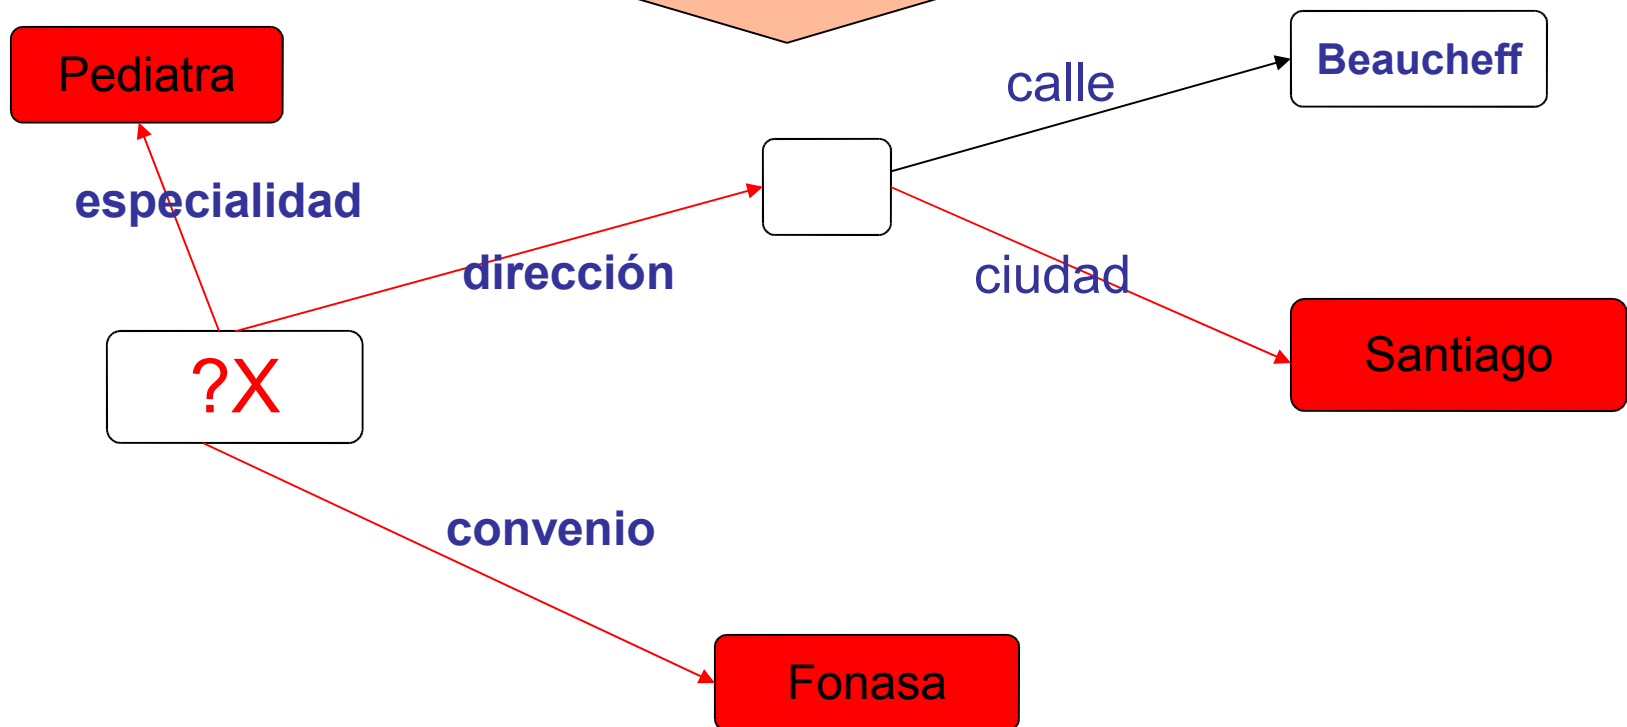 Pediatra
Beaucheff
calle
especialidad
dirección
ciudad
?X
Santiago
convenio
Fonasa